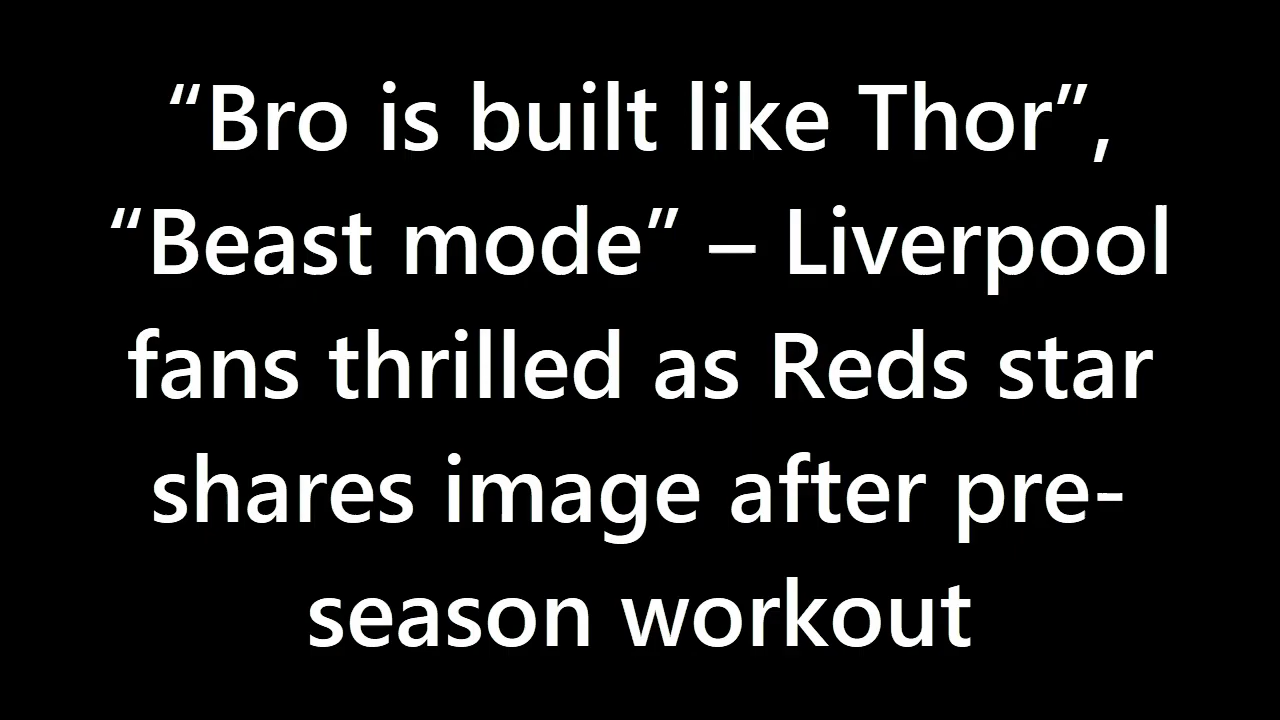 “Bro is built like Thor”,
“Beast mode” – Liverpool
fans thrilled as Reds star
shares image after pre-
season workout